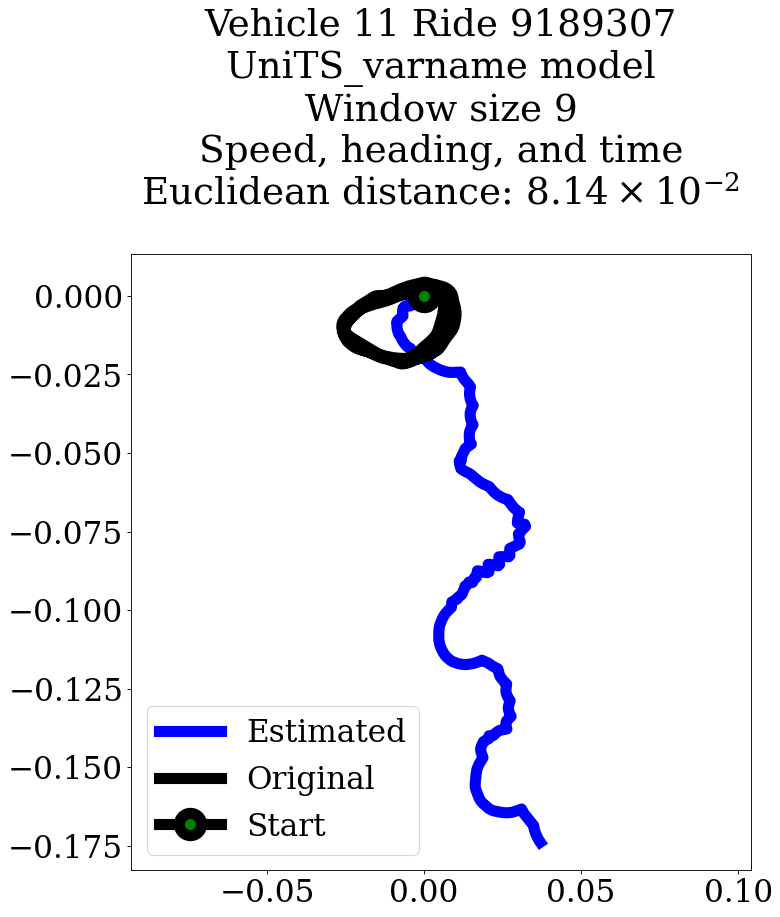 Vehicle 11 Ride 9189307
UniTS_varname model
Window size 9
Speed, heading, and time
Euclidean distance: 8.14 × 10⁻²
0.000
−0.025
−0.050
−0.075
−0.100
−0.125
−0.150
−0.175
Estimated
Original
Start
−0.05 0.00 0.05 0.10